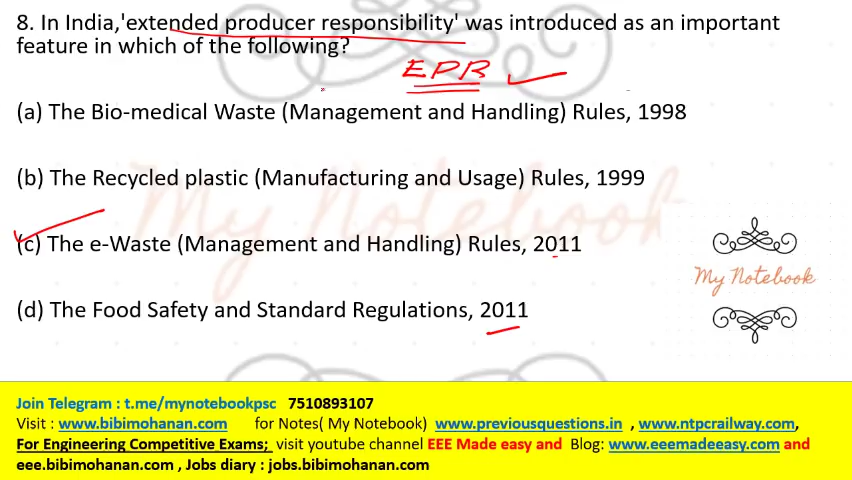 8. In India,'extended producer responsibility' was introduced as an important
feature in which of the following?
EPR
(a) The Bio-medical Waste (Management and Handling) Rules, 1998
(b) The Recycled plastic (Manufacturing and Usage) Rules, 1999
(c) The e-Waste (Management and Handling) Rules, 2011
My Notebook
My Notebook
(d) The Food Safety and Standard Regulations, 2011
Join Telegram : t.me/mynotebookpsc 7510893107
Visit : www.bibimohanan.com for Notes( My Notebook) www.previousquestions.in , www.ntpcrailway.com,
For Engineering Competitive Exams; visit youtube channel EEE Made easy and Blog: www.eeemadeeasy.com and
eee.bibimohanan.com , Jobs diary : jobs.bibimohanan.com